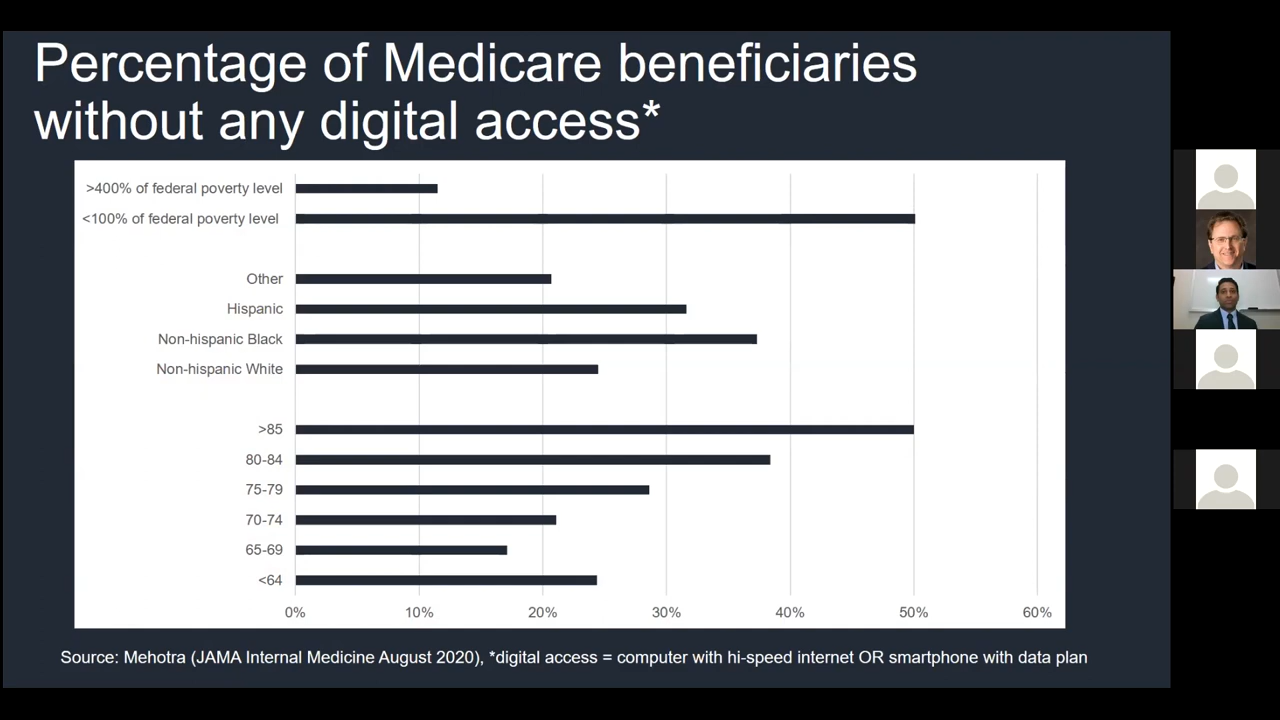 Percentage of Medicare beneficiaries
without any digital access*
>400% of federal poverty level
<100% of federal poverty level
Other
Hispanic
Non-hispanic Black
Non-hispanic White
>85
80-84
75-79
70-74
65-69
<64
0% 10% 20% 30% 40% 50% 60%
Source: Mehotra (JAMA Internal Medicine August 2020), *digital access = computer with hi-speed internet OR smartphone with data plan